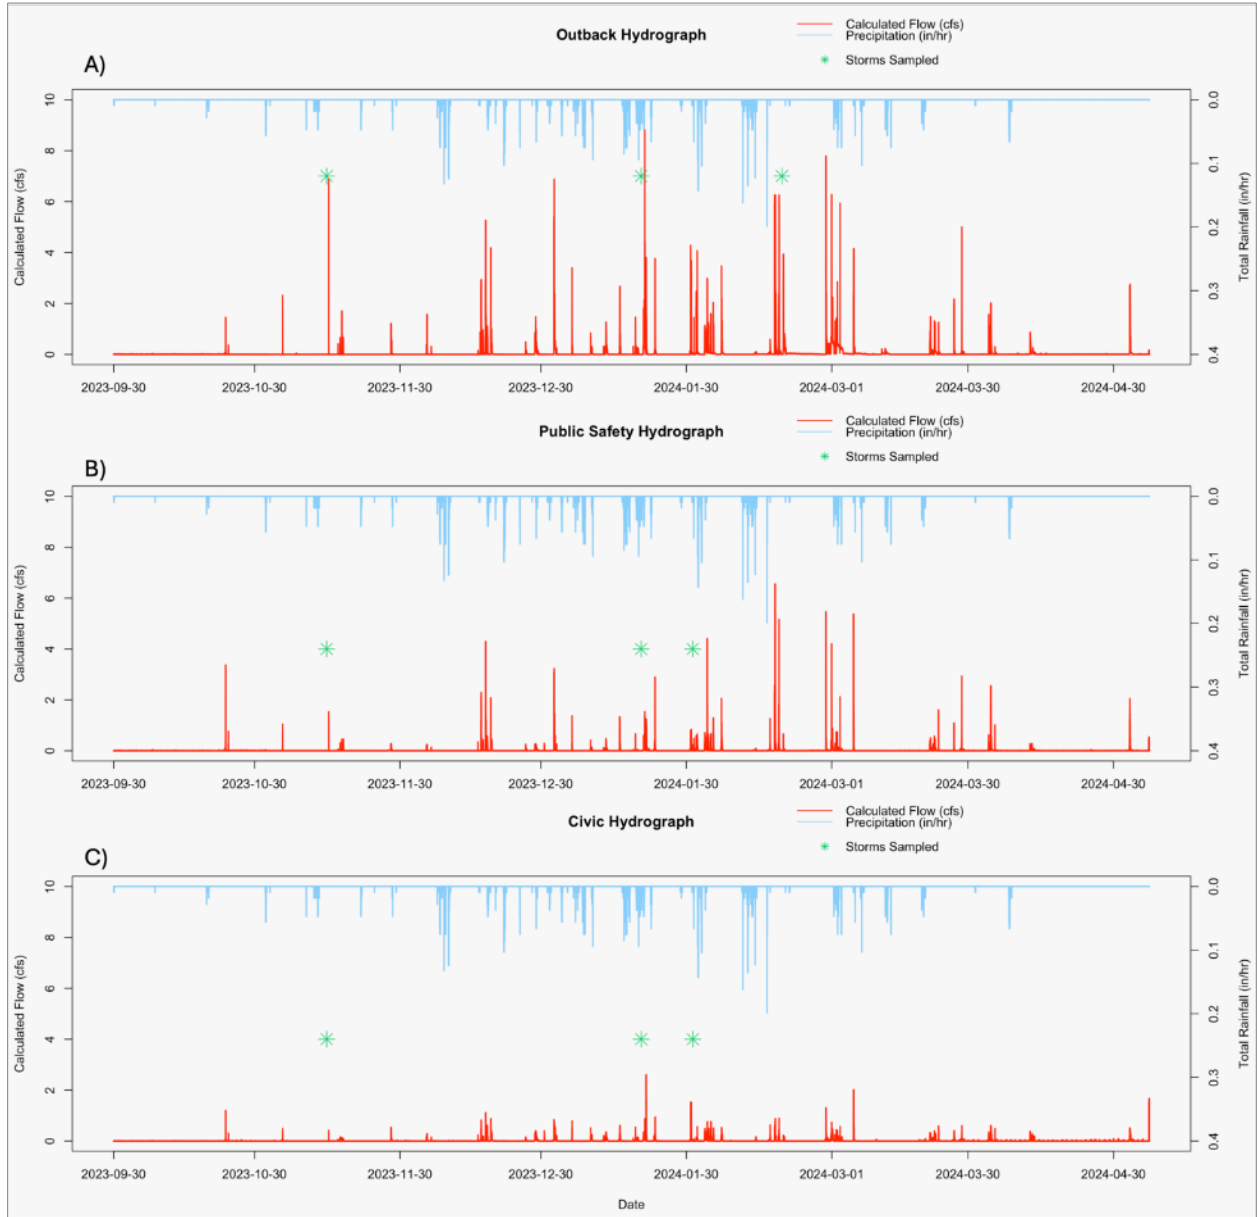 Outback Hydrograph
Calculated Flow (cfs)
Precipitation (in/hr)
Storms Sampled
A)
Calculated Flow (cfs)
10
8
6
4
2
0
0.0
0.1
0.2
0.3
0.4
Total Rainfall (in/hr)
2023-09-30 2023-10-30 2023-11-30 2023-12-30 2024-01-30 2024-03-01 2024-03-30 2024-04-30
Public Safety Hydrograph
Calculated Flow (cfs)
Precipitation (in/hr)
Storms Sampled
B)
Calculated Flow (cfs)
10
8
6
4
2
0
0.0
0.1
0.2
0.3
0.4
Total Rainfall (in/hr)
2023-09-30 2023-10-30 2023-11-30 2023-12-30 2024-01-30 2024-03-01 2024-03-30 2024-04-30
Civic Hydrograph
Calculated Flow (cfs)
Precipitation (in/hr)
Storms Sampled
C)
Calculated Flow (cfs)
10
8
6
4
2
0
0.0
0.1
0.2
0.3
0.4
Total Rainfall (in/hr)
2023-09-30 2023-10-30 2023-11-30 2023-12-30 2024-01-30 2024-03-01 2024-03-30 2024-04-30
Date